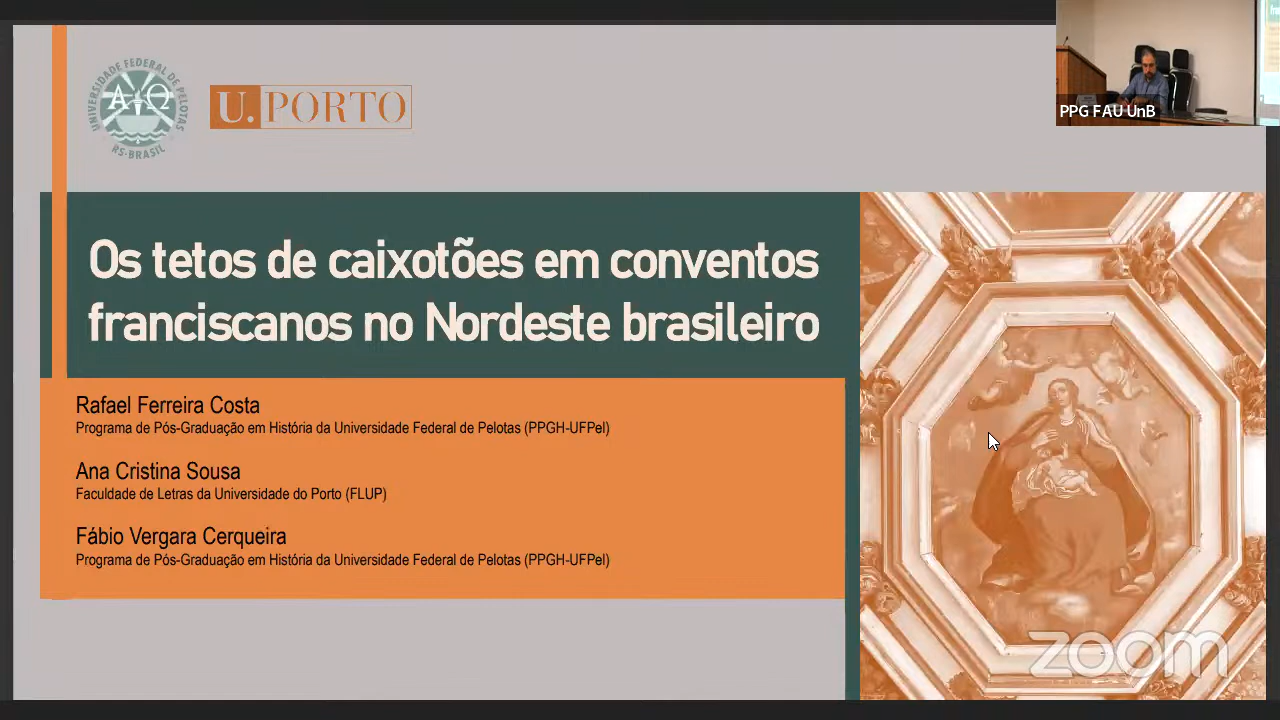 UNIVERSIDADE FEDERAL DE PELOTAS
RS-BRASIL
U.PORTO
PPG FAU UnB
Os tetos de caixotões em conventos
franciscanos no Nordeste brasileiro
Rafael Ferreira Costa
Programa de Pós-Graduação em História da Universidade Federal de Pelotas (PPGH-UFPel)
Ana Cristina Sousa
Faculdade de Letras da Universidade do Porto (FLUP)
Fábio Vergara Cerqueira
Programa de Pós-Graduação em História da Universidade Federal de Pelotas (PPGH-UFPel)
zoom